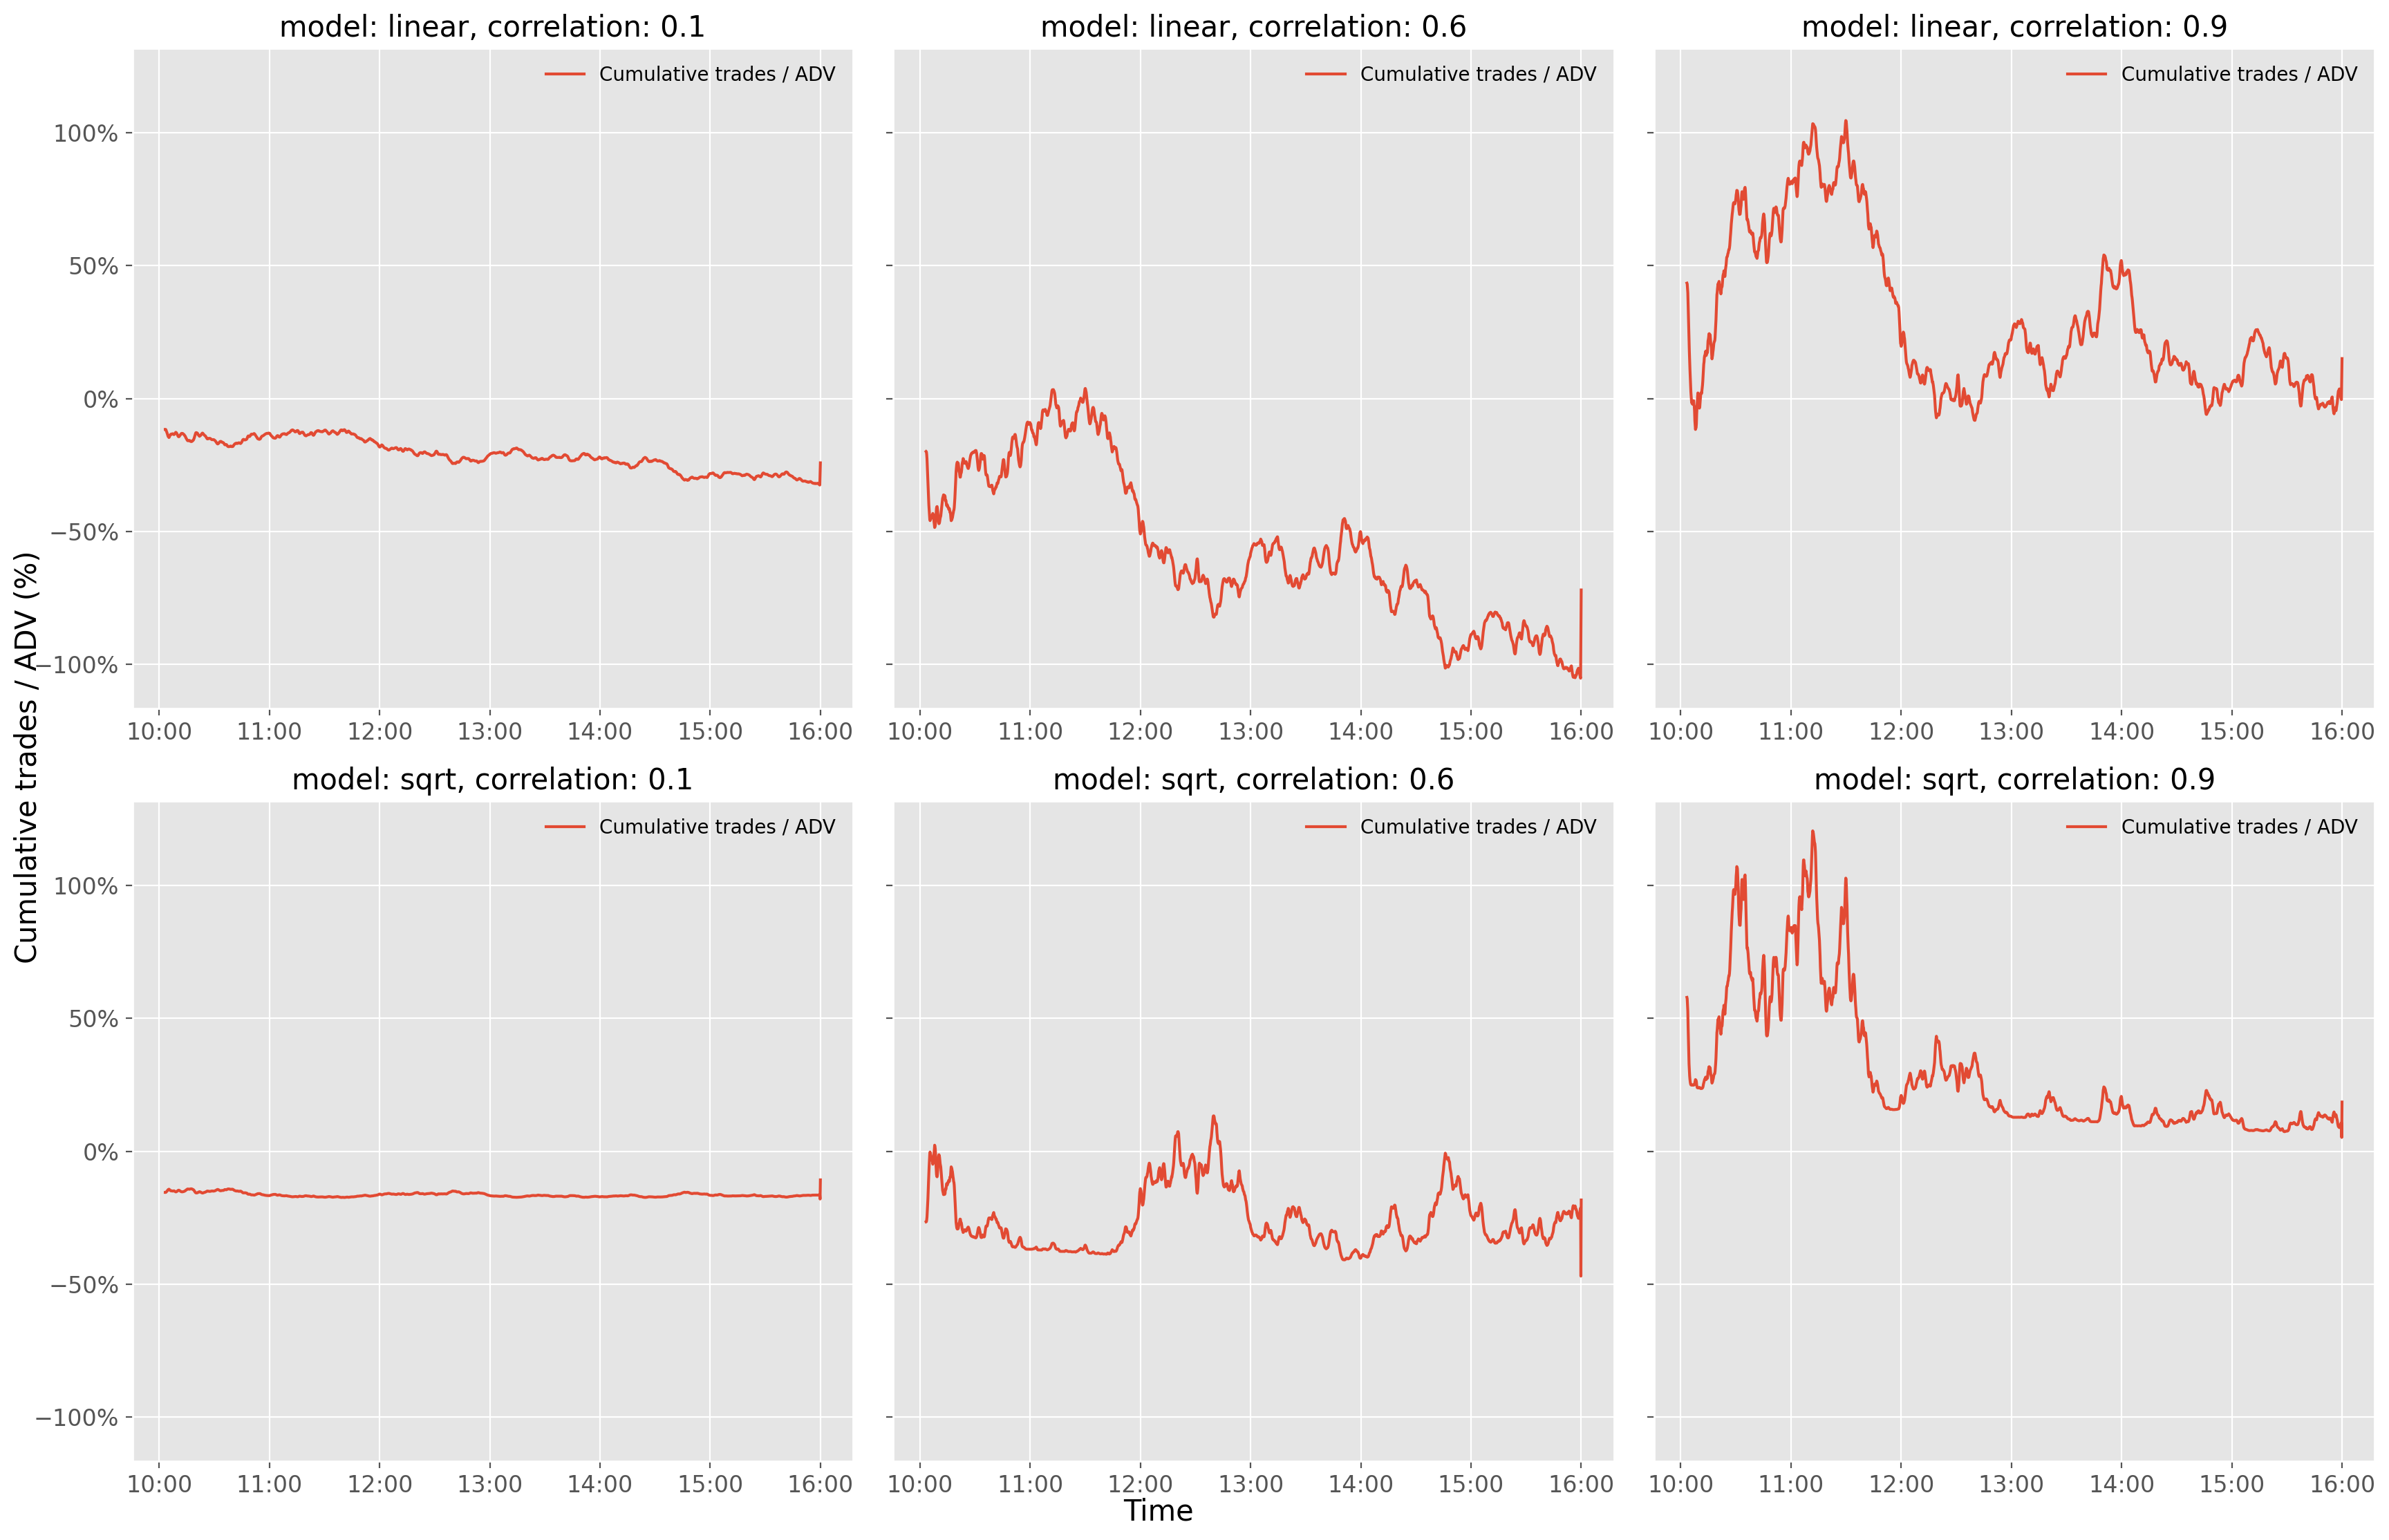 model: linear, correlation: 0.1
model: linear, correlation: 0.6
model: linear, correlation: 0.9
Cumulative trades / ADV
Cumulative trades / ADV
Cumulative trades / ADV
100%
50%
0%
−50%
−100%
10:00 11:00 12:00 13:00 14:00 15:00 16:00
10:00 11:00 12:00 13:00 14:00 15:00 16:00
10:00 11:00 12:00 13:00 14:00 15:00 16:00
Cumulative trades / ADV (%)
model: sqrt, correlation: 0.1
model: sqrt, correlation: 0.6
model: sqrt, correlation: 0.9
Cumulative trades / ADV
Cumulative trades / ADV
Cumulative trades / ADV
100%
50%
0%
−50%
−100%
10:00 11:00 12:00 13:00 14:00 15:00 16:00
10:00 11:00 12:00 13:00 14:00 15:00 16:00
10:00 11:00 12:00 13:00 14:00 15:00 16:00
Time